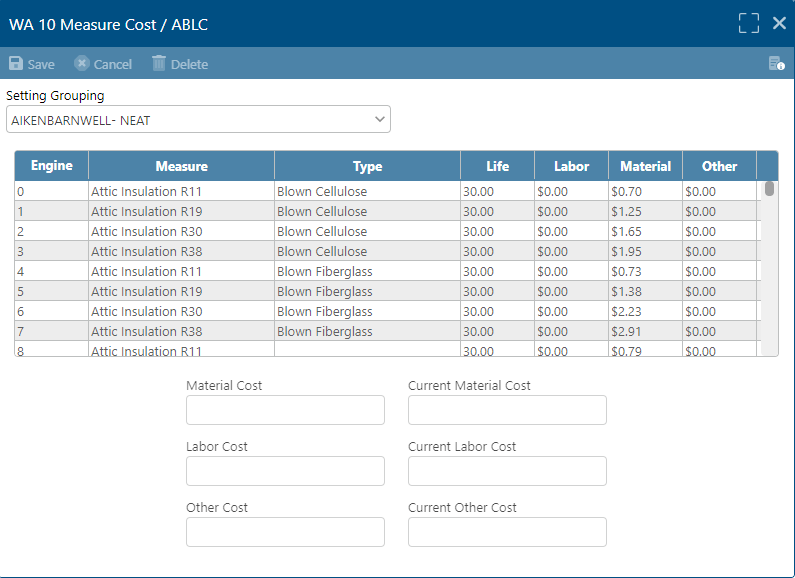 WA 10 Measure Cost / ABLC
Save Cancel Delete
Setting Grouping
AIKENBARNWELL- NEAT
Engine Measure Type Life Labor Material Other
0 Attic Insulation R11 Blown Cellulose 30.00 $0.00 $0.70 $0.00
1 Attic Insulation R19 Blown Cellulose 30.00 $0.00 $1.25 $0.00
2 Attic Insulation R30 Blown Cellulose 30.00 $0.00 $1.65 $0.00
3 Attic Insulation R38 Blown Cellulose 30.00 $0.00 $1.95 $0.00
4 Attic Insulation R11 Blown Fiberglass 30.00 $0.00 $0.73 $0.00
5 Attic Insulation R19 Blown Fiberglass 30.00 $0.00 $1.38 $0.00
6 Attic Insulation R30 Blown Fiberglass 30.00 $0.00 $2.23 $0.00
7 Attic Insulation R38 Blown Fiberglass 30.00 $0.00 $2.91 $0.00
8 Attic Insulation R11 30.00 $0.00 $0.79 $0.00
Material Cost Current Material Cost
Labor Cost Current Labor Cost
Other Cost Current Other Cost